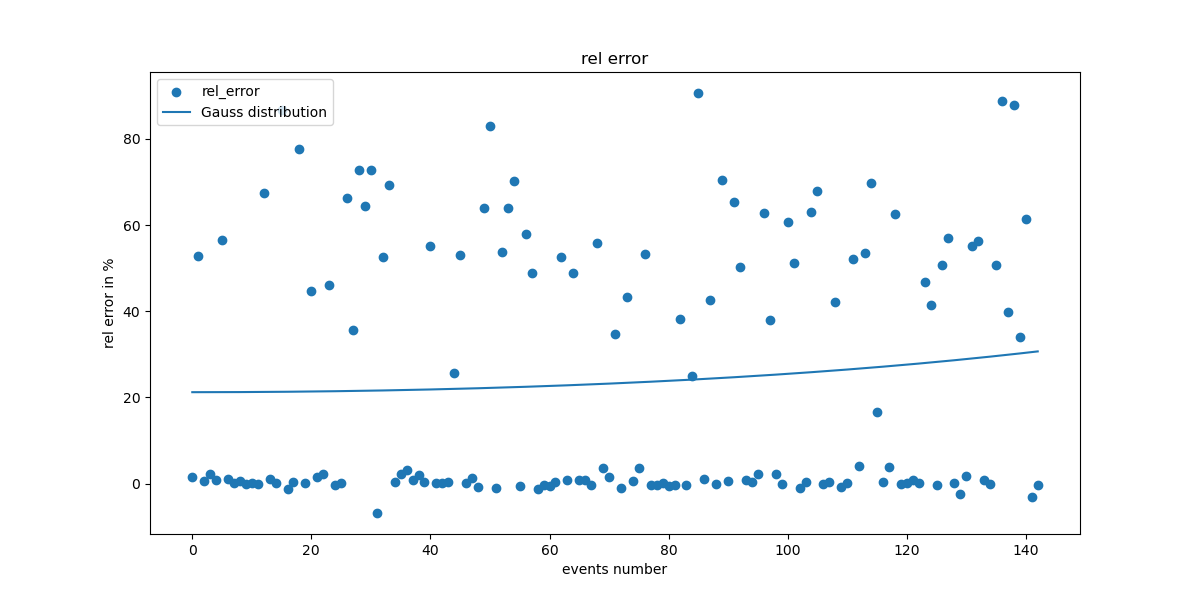 rel error
rel_error
Gauss distribution
rel error in %
80
60
40
20
0
0 20 40 60 80 100 120 140
events number